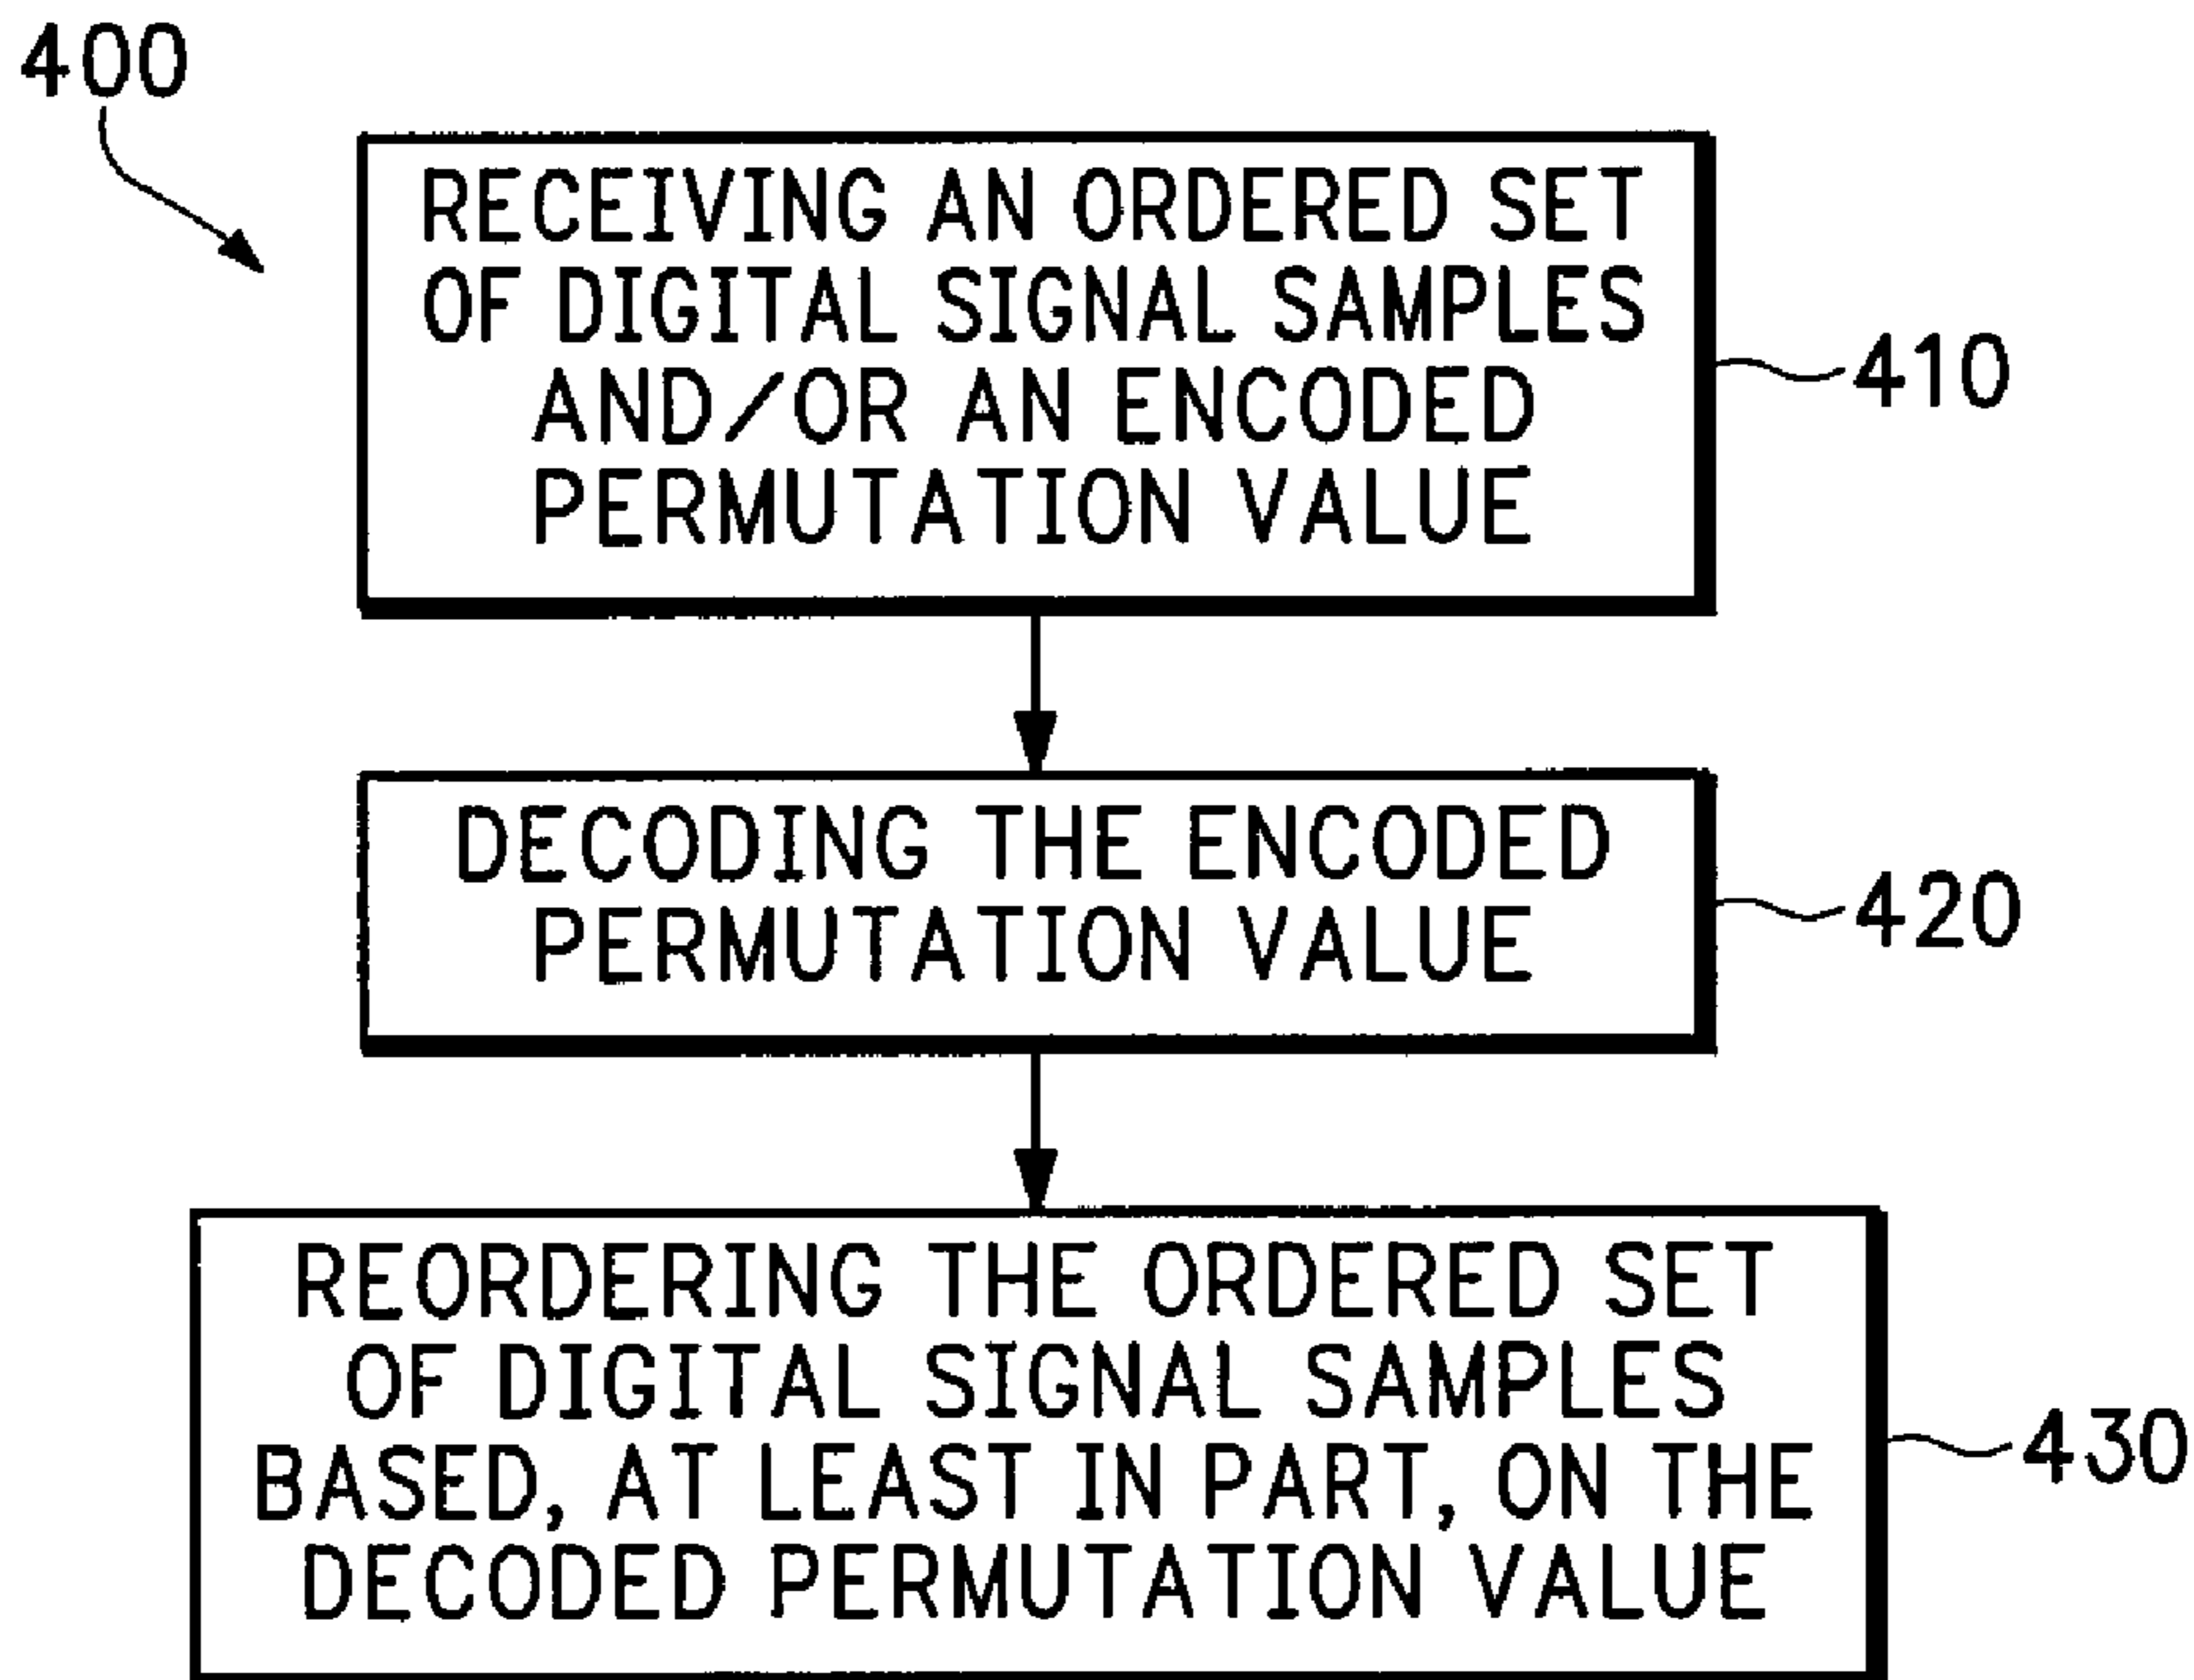 400
RECEIVING AN ORDERED SET
OF DIGITAL SIGNAL SAMPLES
AND/OR AN ENCODED
PERMUTATION VALUE
410
DECODING THE ENCODED
PERMUTATION VALUE
420
REORDERING THE ORDERED SET
OF DIGITAL SIGNAL SAMPLES
BASED, AT LEAST IN PART, ON THE
DECODED PERMUTATION VALUE
430